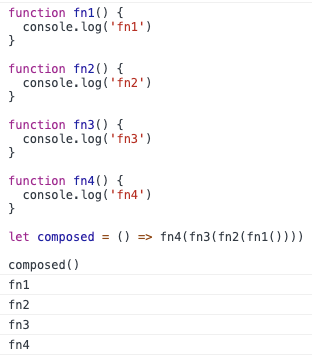 function fn1() {
  console.log('fn1')
}
function fn2() {
  console.log('fn2')
}
function fn3() {
  console.log('fn3')
}
function fn4() {
  console.log('fn4')
}
let composed = () => fn4(fn3(fn2(fn1())))
composed()
fn1
fn2
fn3
fn4